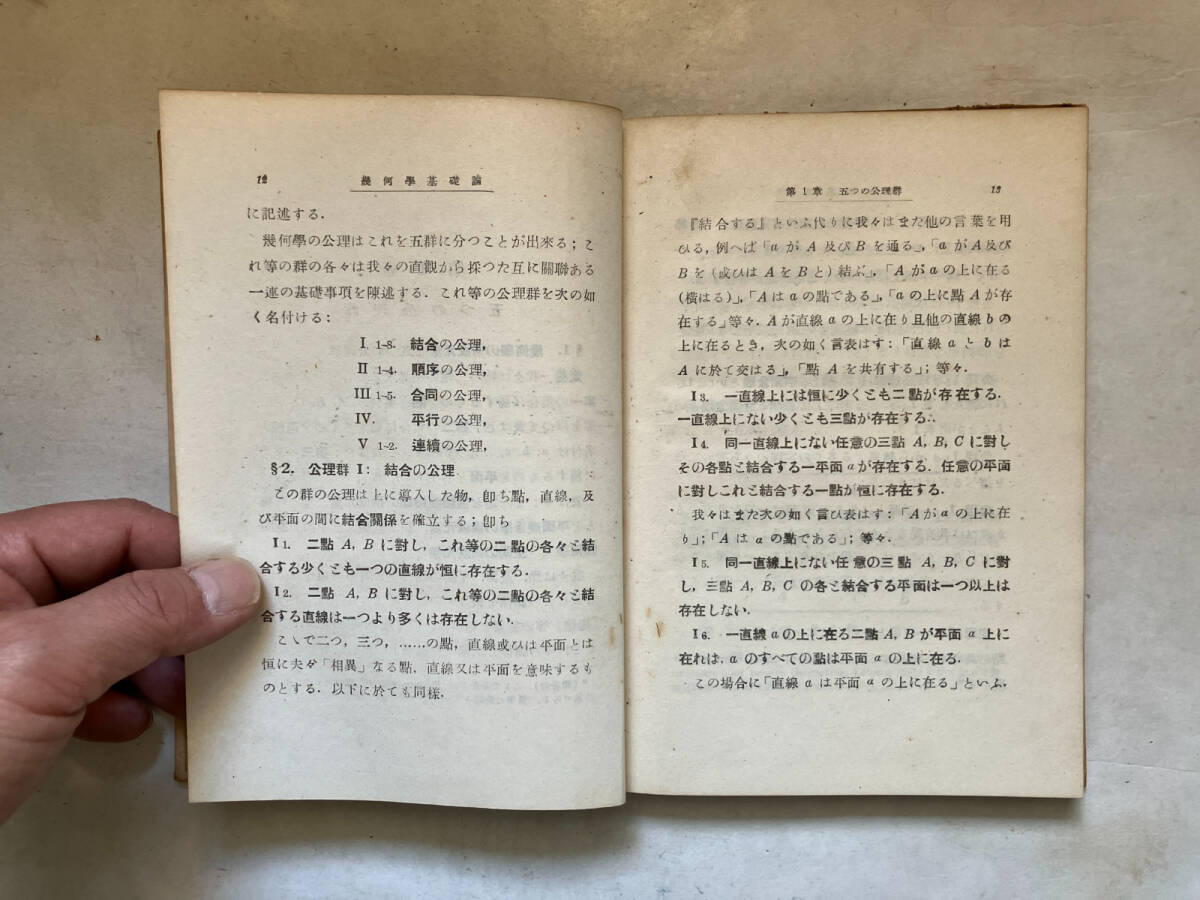 12
幾何學基礎論
に記述する.
幾何學の公理はこれを五群に分つことが出來る; こ
れ等の群の各々は我々の直觀から採つた互に關聯ある
一連の基礎事項を陳述する. これ等の公理群を次の如
く名付ける:
I 1-8. 結合の公理,
II 1-4. 順序の公理,
III 1-5. 合同の公理,
IV. 平行の公理,
V 1-2. 連續の公理,
§2. 公理群 I: 結合の公理.
この群の公理は上に導入した物, 卽ち點, 直線, 及
び平面の間に結合關係を確立する; 卽ち
I 1. 二點 A, B に對し, これ等の二點の各々と結
合する少くとも一つの直線が恒に存在する.
I 2. 二點 A, B に對し, これ等の二點の各々と結
合する直線は一つより多くは存在しない.
こゝで二つ, 三つ, ……の點, 直線或ひは平面とは
恒に夫々「相異」なる點, 直線又は平面を意味するも
のとする. 以下に於ても同樣.
第1章 五つの公理群
13
『結合する』といふ代りに我々はまた他の言葉を用
ひる, 例へば「a が A 及び B を通る」,「a が A 及び
B を (或ひは A を B と) 結ぶ」,「A が a の上に在る
(橫はる)」,「A は a の點である」,「a の上に點 A が存
在する」等々. A が直線 a の上に在り且他の直線 b の
上に在るとき, 次の如く言表はす:「直線 a と b は
A に於て交はる」,「點 A を共有する」; 等々.
I 3. 一直線上には恒に少くとも二點が存在する.
一直線上にない少くとも三點が存在する.
I 4. 同一直線上にない任意の三點 A, B, C に對し
その各點と結合する一平面 α が存在する. 任意の平面
に對しこれと結合する一點が恒に存在する.
我々はまた次の如く言ひ表はす:「A が α の上に在
り」;「A は α の點である」; 等々.
I 5. 同一直線上にない任意の三點 A, B, C に對
し, 三點 A, B, C の各と結合する平面は一つ以上は
存在しない.
I 6. 一直線 a の上に在る二點 A, B が平面 α 上に
在れば, a のすべての點は平面 α の上に在る.
この場合に「直線 a は平面 α の上に在る」といふ,